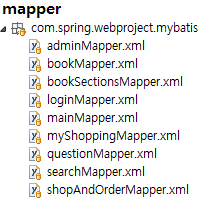 mapper
com.spring.webproject.mybatis
adminMapper.xml
bookMapper.xml
bookSectionsMapper.xml
loginMapper.xml
mainMapper.xml
myShoppingMapper.xml
questionMapper.xml
searchMapper.xml
shopAndOrderMapper.xml